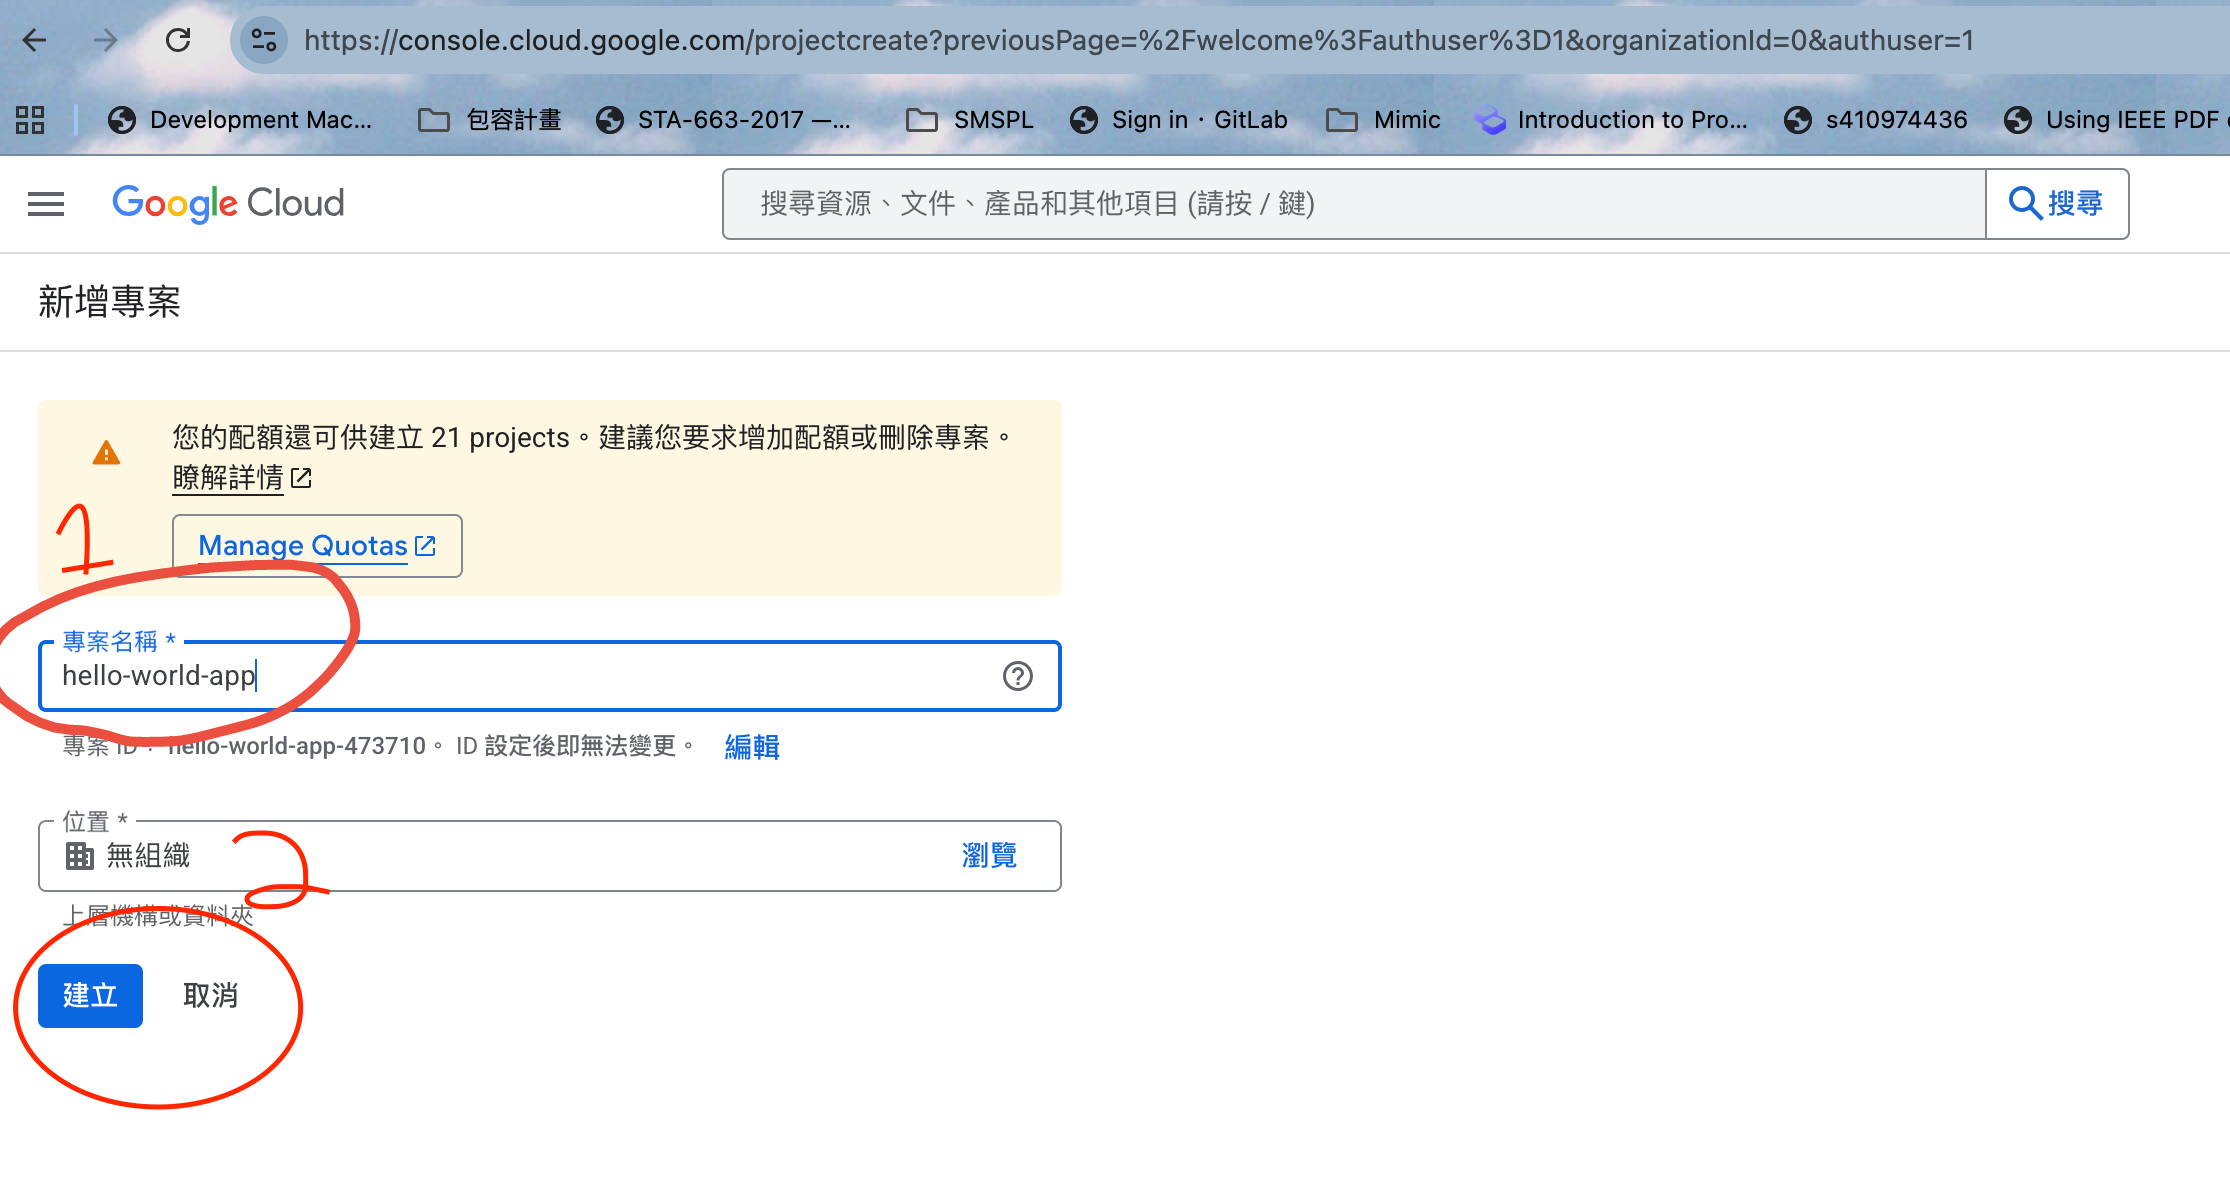 https://console.cloud.google.com/projectcreate?previousPage=%2Fwelcome%3Fauthuser%3D1&organizationId=0&authuser=1
Development Mac... 包容計畫 STA-663-2017 —... SMSPL Sign in · GitLab Mimic Introduction to Pro... s410974436 Using IEEE PDF
Google Cloud 搜尋資源、文件、產品和其他項目 (請按 / 鍵) 搜尋
新增專案
您的配額還可供建立 21 projects。建議您要求增加配額或刪除專案。
瞭解詳情
1
Manage Quotas
專案名稱 *
hello-world-app
專案 ID： hello-world-app-473710。 ID 設定後即無法變更。 編輯
位置 *
無組織 2 瀏覽
上層機構或資料夾
建立 取消